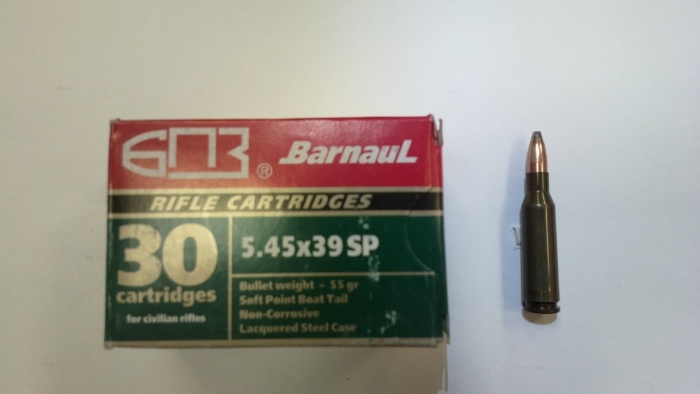 БПЗ ® Barnaul
RIFLE CARTRIDGES
30
cartridges
for civilian rifles
5.45x39 SP
Bullet weight - 55 gr
Soft Point Boat Tail
Non-Corrosive
Lacquered Steel Case